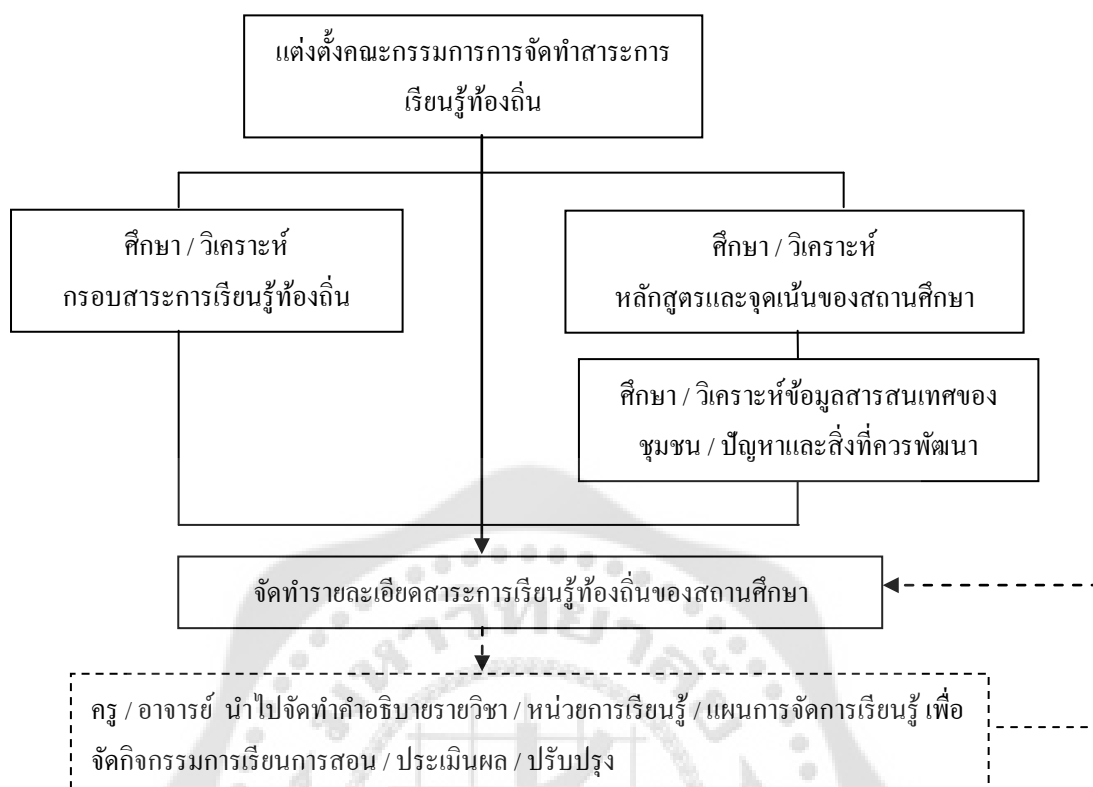 แต่งตั้งคณะกรรมการการจัดทำสาระการ
เรียนรู้ท้องถิ่น
ศึกษา / วิเคราะห์
กรอบสาระการเรียนรู้ท้องถิ่น
ศึกษา / วิเคราะห์
หลักสูตรและจุดเน้นของสถานศึกษา
ศึกษา / วิเคราะห์ข้อมูลสารสนเทศของ
ชุมชน / ปัญหาและสิ่งที่ควรพัฒนา
จัดทำรายละเอียดสาระการเรียนรู้ท้องถิ่นของสถานศึกษา
ครู / อาจารย์ นำไปจัดทำคำอธิบายรายวิชา / หน่วยการเรียนรู้ / แผนการจัดการเรียนรู้ เพื่อ
จัดกิจกรรมการเรียนการสอน / ประเมินผล / ปรับปรุง